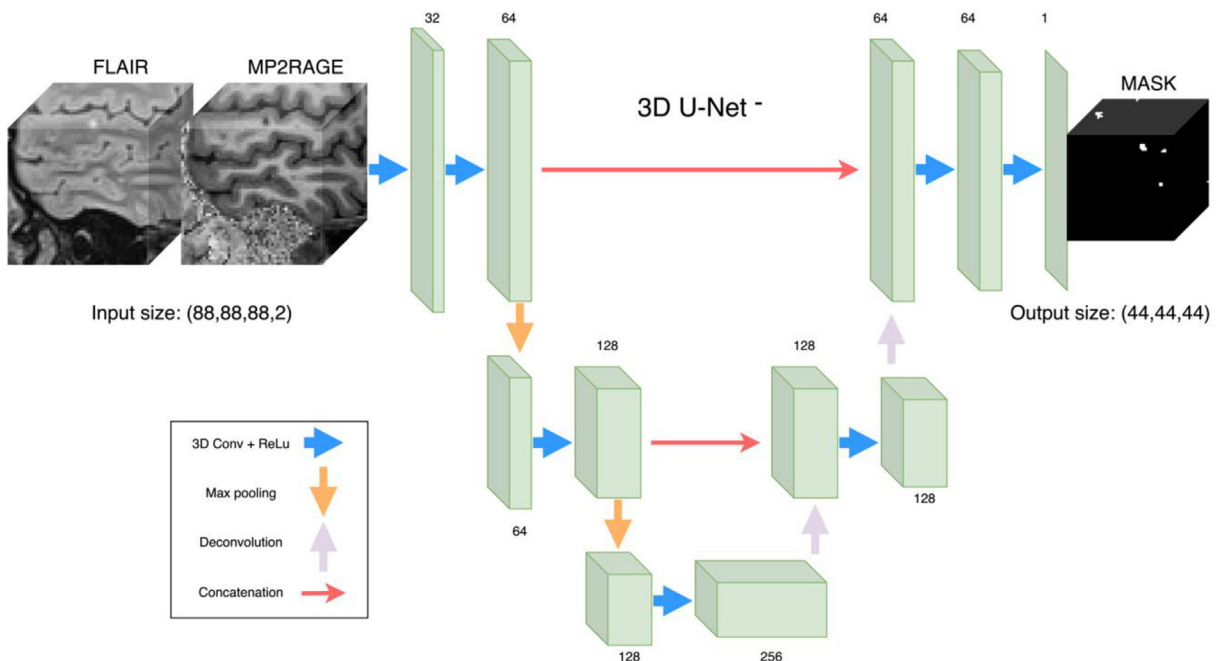 32
64
64
64
1
FLAIR
MP2RAGE
3D U-Net -
MASK
Input size: (88,88,88,2)
Output size: (44,44,44)
128
128
3D Conv + ReLu
Max pooling
64
128
Deconvolution
Concatenation
128
256